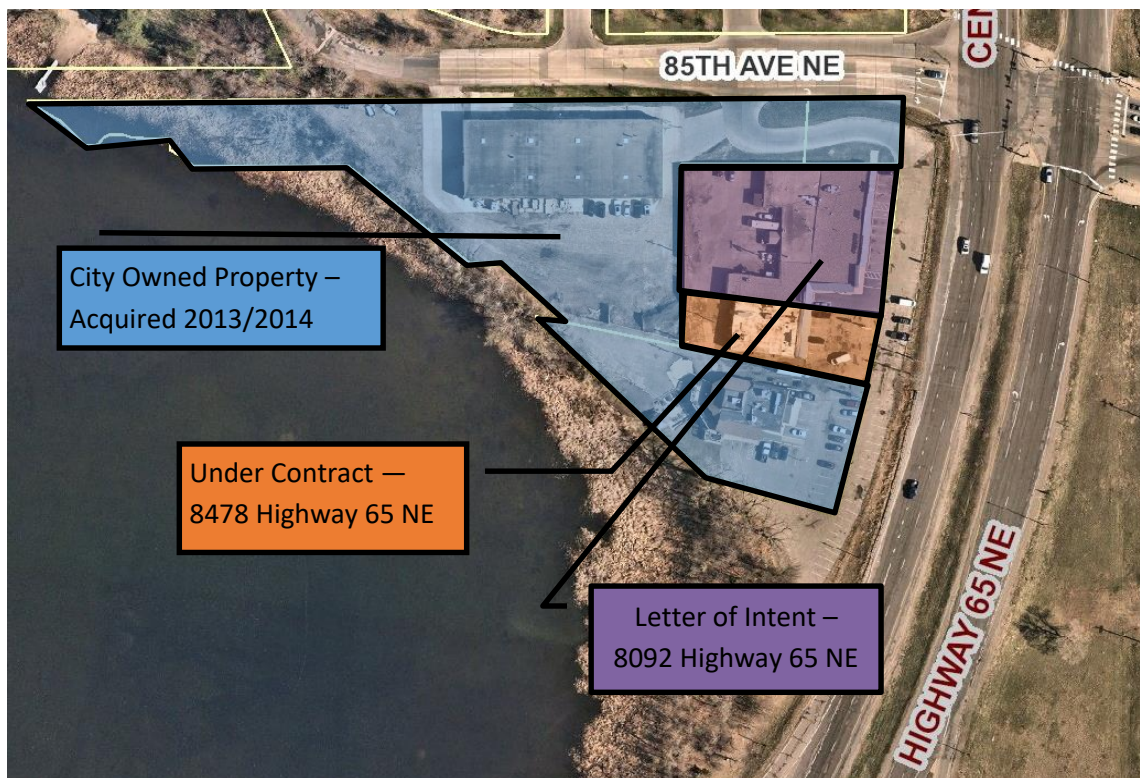 85TH AVE NE
CEN
City Owned Property –
Acquired 2013/2014
Under Contract —
8478 Highway 65 NE
Letter of Intent –
8092 Highway 65 NE
HIGHWAY 65 NE